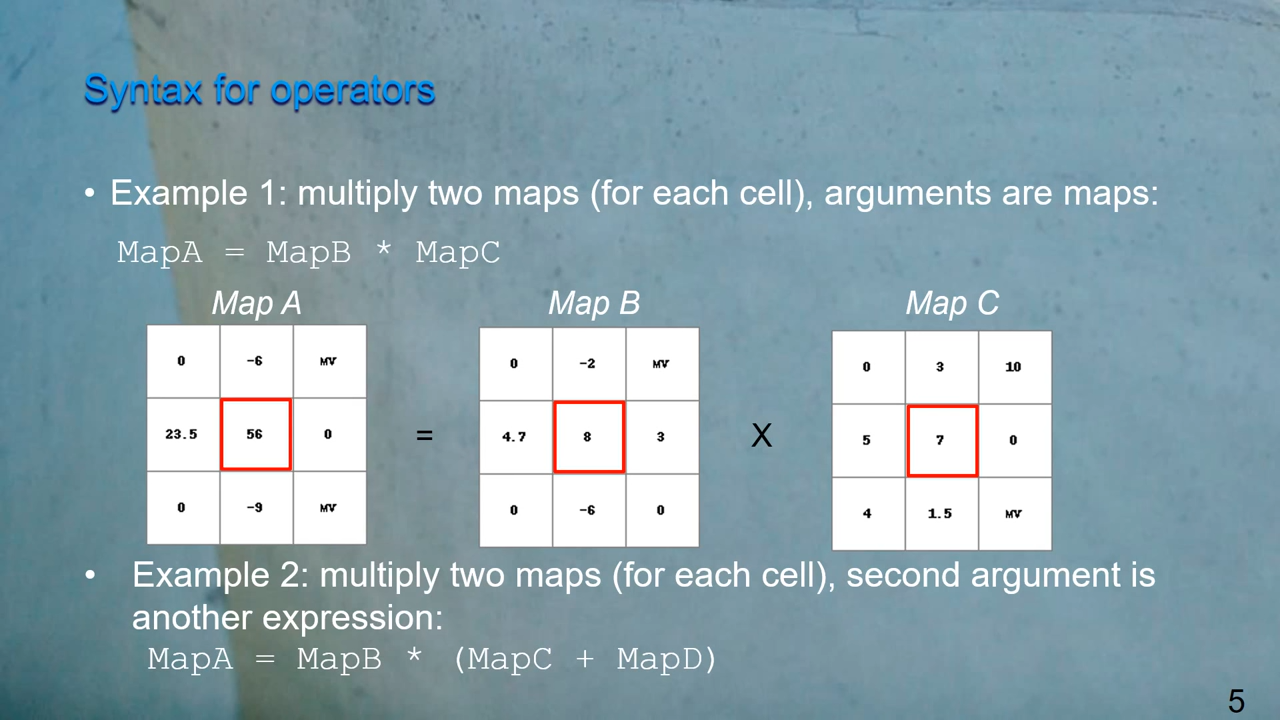 Syntax for operators
• Example 1: multiply two maps (for each cell), arguments are maps:
MapA = MapB * MapC
Map A Map B Map C
0 -6 MV 0 -2 MV 0 3 10
23.5 56 0 = 4.7 8 3 X 5 7 0
0 -9 MV 0 -6 0 4 1.5 MV
• Example 2: multiply two maps (for each cell), second argument is
another expression:
MapA = MapB * (MapC + MapD)
5